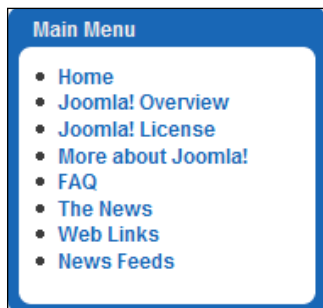 Main Menu
Home
Joomla! Overview
Joomla! License
More about Joomla!
FAQ
The News
Web Links
News Feeds